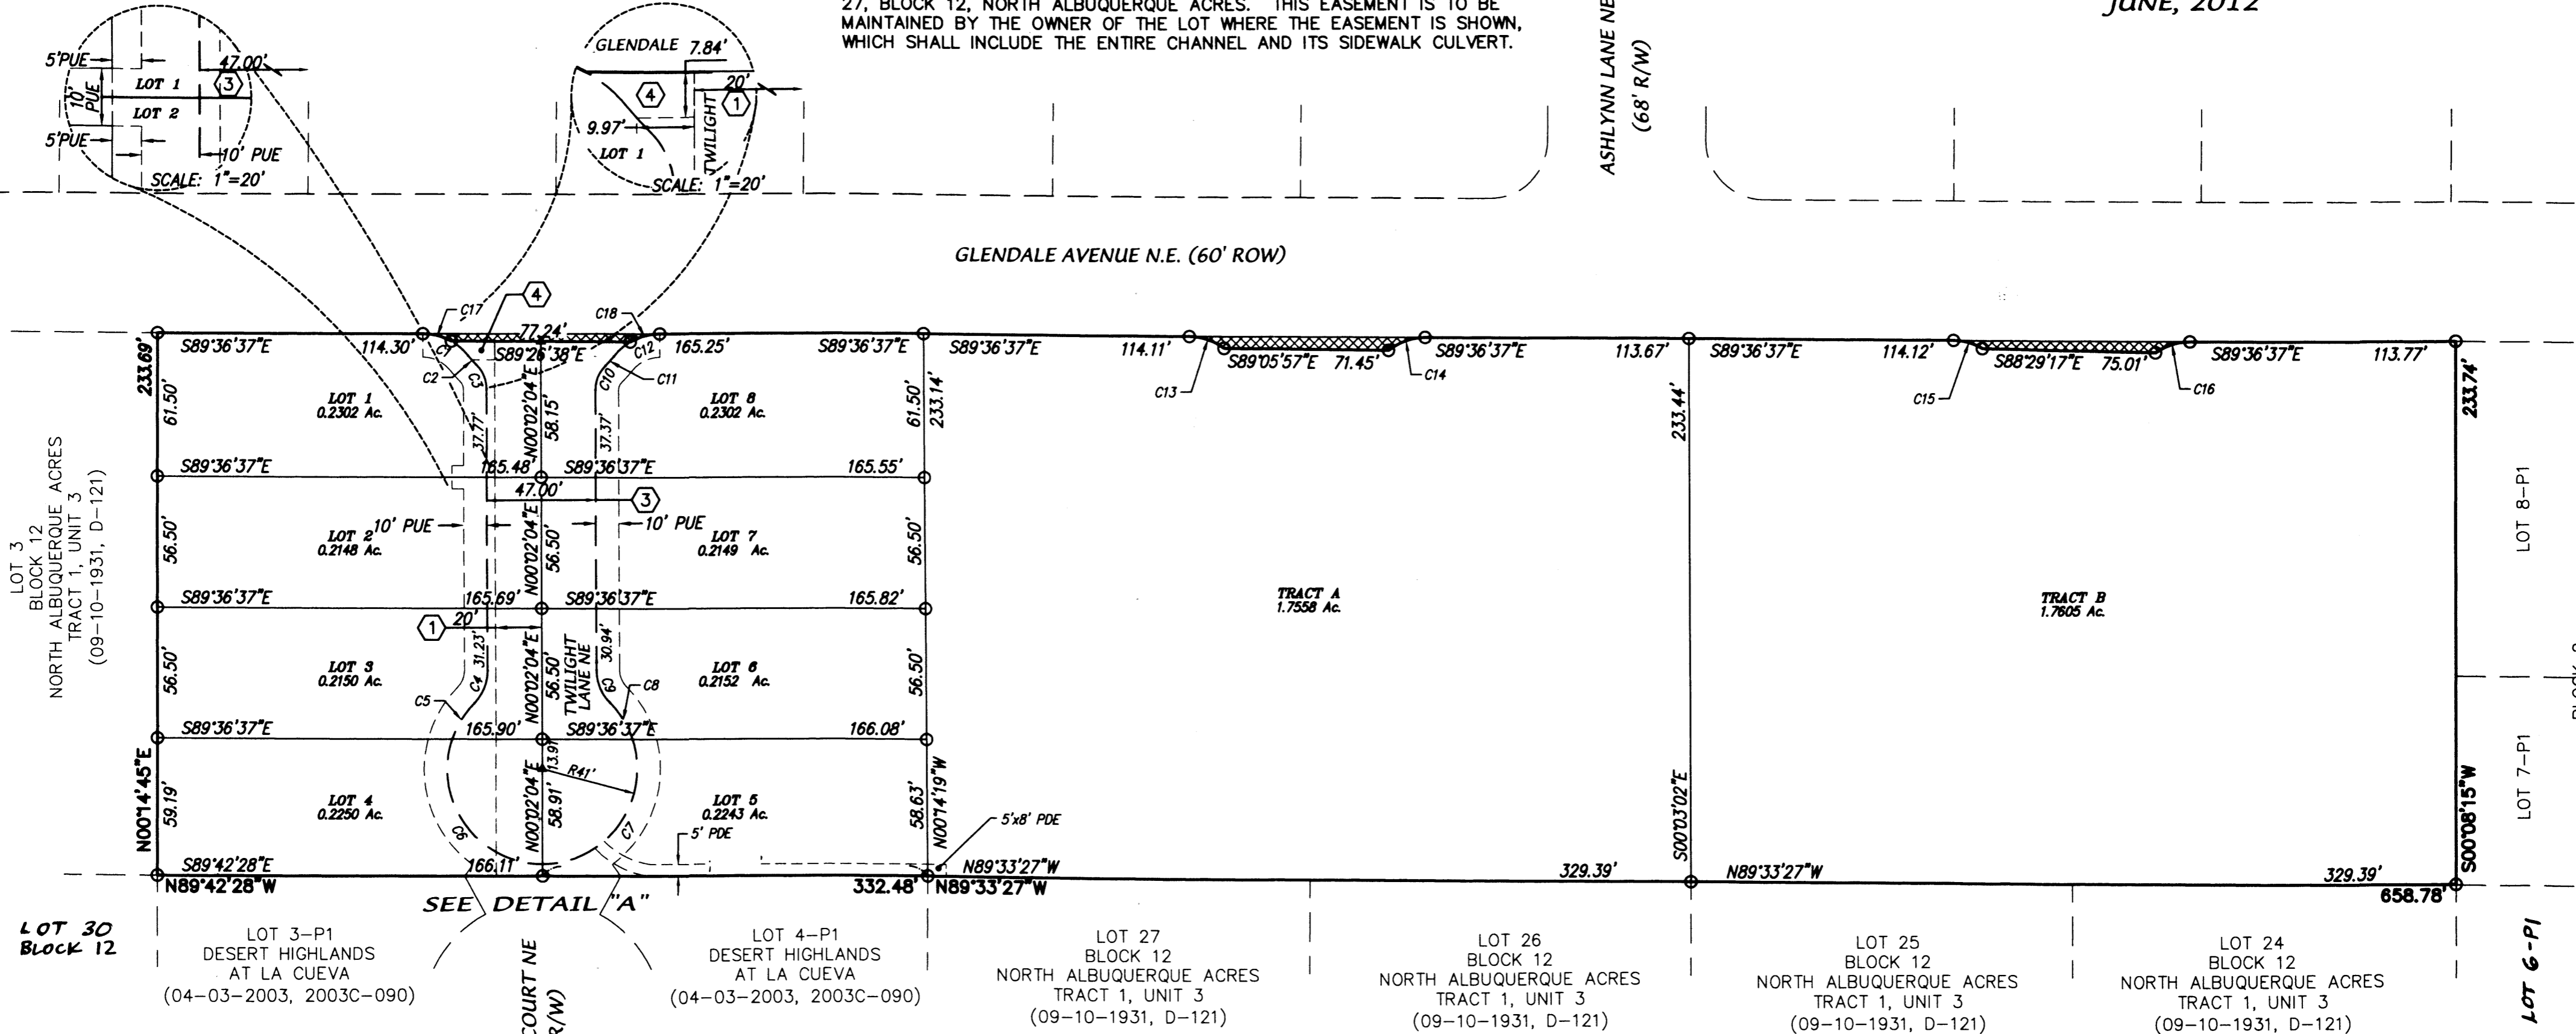 27, BLOCK 12, NORTH ALBUQUERQUE ACRES. THIS EASEMENT IS TO BE
MAINTAINED BY THE OWNER OF THE LOT WHERE THE EASEMENT IS SHOWN,
WHICH SHALL INCLUDE THE ENTIRE CHANNEL AND ITS SIDEWALK CULVERT.
JUNE, 2012
5'PUE
47.00'
3
10'
PUE
LOT 1
LOT 2
5'PUE
10' PUE
SCALE: 1"=20'
GLENDALE
7.84'
4
20'
1
9.97'
TWILIGHT
LOT 1
SCALE: 1"=20'
ASHLYNN LANE NE
(68' R/W)
GLENDALE AVENUE N.E. (60' ROW)
C17
4
C18
77.24'
S89°36'37"E
114.30'
S89°26'38"E
C12
165.25'
S89°36'37"E
S89°36'37"E
114.11'
S89°05'57"E
71.45'
S89°36'37"E
113.67'
S89°36'37"E
114.12'
S88°29'17"E
75.01'
S89°36'37"E
113.77'
C13
C14
C15
C16
233.69'
61.50'
LOT 1
0.2302 Ac.
C2
C3
C10
C11
37.77'
N00°02'04"E
58.15'
37.37'
LOT 8
0.2302 Ac.
61.50'
233.14'
233.44'
233.74'
S89°36'37"E
165.48'
S89°36'37"E
165.55'
47.00'
3
10' PUE
10' PUE
56.50'
LOT 2
0.2148 Ac.
N00°02'04"E
56.50'
LOT 7
0.2149 Ac.
56.50'
S89°36'37"E
165.69'
S89°36'37"E
165.82'
1
20'
56.50'
LOT 3
0.2150 Ac.
31.23'
C4
C5
N00°02'04"E
56.50'
TWILIGHT
LANE NE
30.94'
C9
C8
LOT 6
0.2152 Ac.
56.50'
S89°36'37"E
165.90'
S89°36'37"E
166.08'
N00°14'45"E
59.19'
LOT 4
0.2250 Ac.
C6
N00°02'04"E
13.91'
58.91'
R41'
C7
LOT 5
0.2243 Ac.
58.63'
N00°14'19"W
5' PDE
5'x8' PDE
S89°42'28"E
166.11'
N89°42'28"W
332.48'
N89°33'27"W
N89°33'27"W
329.39'
N89°33'27"W
329.39'
658.78'
TRACT A
1.7558 Ac.
S00°03'02"E
TRACT B
1.7605 Ac.
S00°08'15"W
LOT 3
BLOCK 12
NORTH ALBUQUERQUE ACRES
TRACT 1, UNIT 3
(09-10-1931, D-121)
LOT 8-P1
LOT 7-P1
LOT 6-P1
SEE DETAIL "A"
LOT 30
BLOCK 12
LOT 3-P1
DESERT HIGHLANDS
AT LA CUEVA
(04-03-2003, 2003C-090)
COURT NE
R/W)
LOT 4-P1
DESERT HIGHLANDS
AT LA CUEVA
(04-03-2003, 2003C-090)
LOT 27
BLOCK 12
NORTH ALBUQUERQUE ACRES
TRACT 1, UNIT 3
(09-10-1931, D-121)
LOT 26
BLOCK 12
NORTH ALBUQUERQUE ACRES
TRACT 1, UNIT 3
(09-10-1931, D-121)
LOT 25
BLOCK 12
NORTH ALBUQUERQUE ACRES
TRACT 1, UNIT 3
(09-10-1931, D-121)
LOT 24
BLOCK 12
NORTH ALBUQUERQUE ACRES
TRACT 1, UNIT 3
(09-10-1931, D-121)